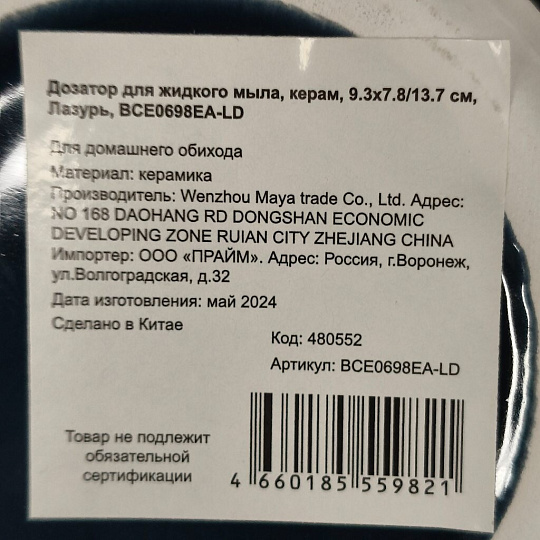 Дозатор для жидкого мыла, керам, 9.3x7.8/13.7 см,
Лазурь, BCE0698EA-LD
Для домашнего обихода
Материал: керамика
Производитель: Wenzhou Maya trade Co., Ltd. Адрес:
NO 168 DAOHANG RD DONGSHAN ECONOMIC
DEVELOPING ZONE RUIAN CITY ZHEJIANG CHINA
Импортер: ООО «ПРАЙМ». Адрес: Россия, г.Воронеж,
ул.Волгоградская, д.32
Дата изготовления: май 2024
Сделано в Китае
Код: 480552
Артикул: BCE0698EA-LD
Товар не подлежит
обязательной
сертификации
4 660185 559821